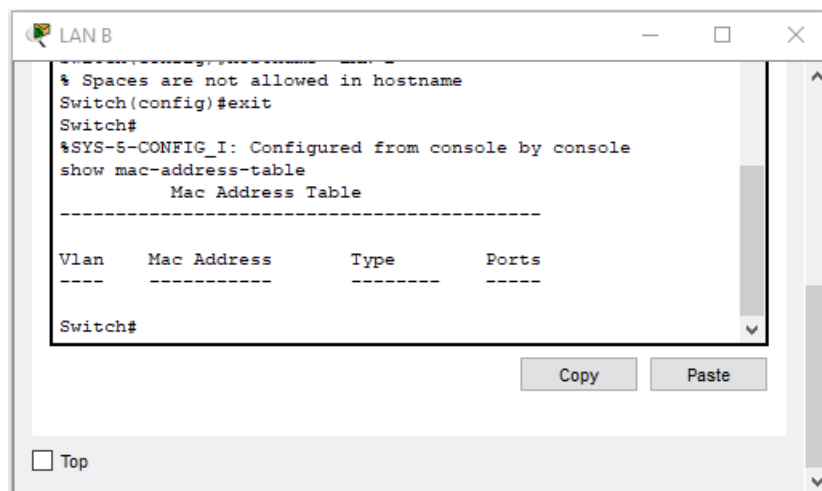 LAN B
% Spaces are not allowed in hostname
Switch(config)#exit
Switch#
%SYS-5-CONFIG_I: Configured from console by console
show mac-address-table
          Mac Address Table
-------------------------------------------

Vlan    Mac Address       Type        Ports
----    -----------       --------    -----

Switch#
Copy
Paste
Top